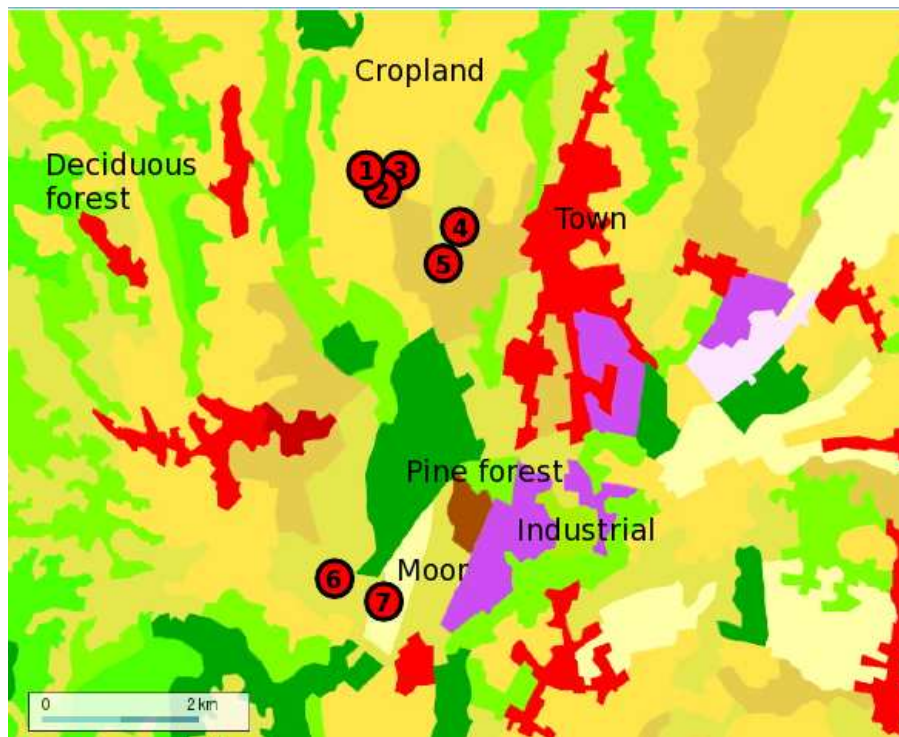 Cropland
Deciduous
forest
1
3
2
Town
4
5
Pine forest
Industrial
Moor
6
7
0 2 km